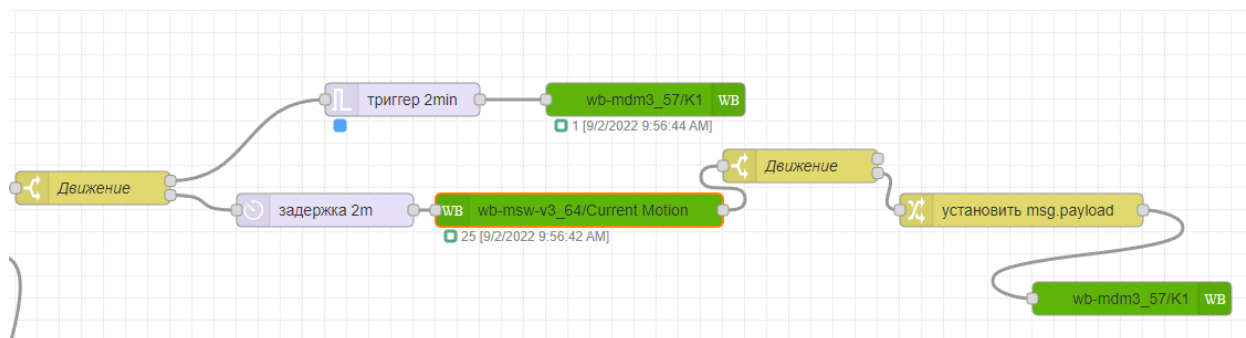 триггер 2min
wb-mdm3_57/K1 WB
1 [9/2/2022 9:56:44 AM]
Движение
Движение
задержка 2m
WB wb-msw-v3_64/Current Motion
установить msg.payload
25 [9/2/2022 9:56:42 AM]
wb-mdm3_57/K1 WB